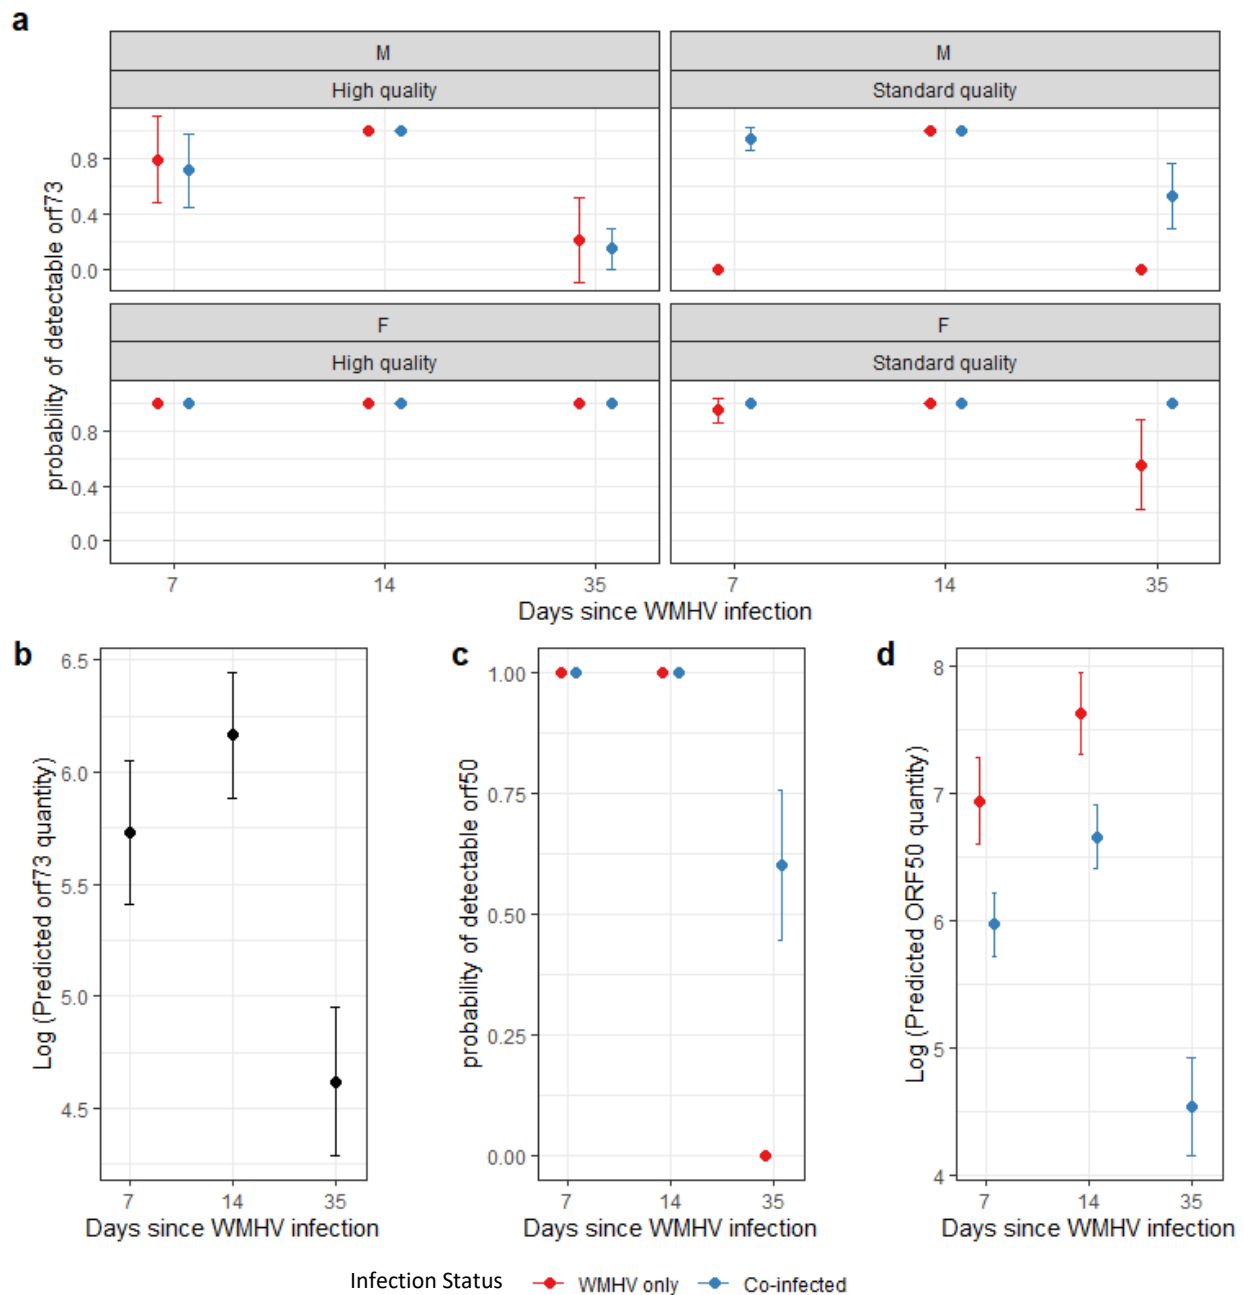 a
M
M
High quality
Standard quality
0.8
0.4
0.0
F
F
High quality
Standard quality
0.8
0.4
0.0
probability of detectable orf73
7
14
35
7
14
35
Days since WMHV infection
b
6.5
6.0
5.5
5.0
4.5
Log (Predicted orf73 quantity)
7
14
35
Days since WMHV infection
c
1.00
0.75
0.50
0.25
0.00
probability of detectable orf50
7
14
35
Days since WMHV infection
d
8
7
6
5
4
Log (Predicted ORF50 quantity)
7
14
35
Days since WMHV infection
Infection Status WMHV only Co-infected